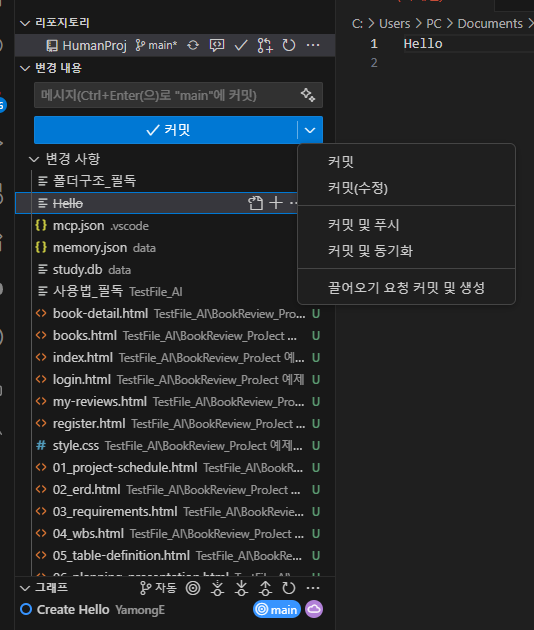 리포지토리
HumanProj main*
변경 내용
메시지(Ctrl+Enter(으)로 "main"에 커밋)
커밋
변경 사항
폴더구조_필독
Hello
mcp.json .vscode
memory.json data
study.db data
사용법_필독 TestFile_AI
book-detail.html TestFile_AI\BookReview_ProJect ... U
books.html TestFile_AI\BookReview_ProJect 예... U
index.html TestFile_AI\BookReview_ProJect 예... U
login.html TestFile_AI\BookReview_ProJect 예제 U
my-reviews.html TestFile_AI\BookReview_ProJ... U
register.html TestFile_AI\BookReview_ProJect ... U
style.css TestFile_AI\BookReview_ProJect 예제... U
01_project-schedule.html TestFile_AI\BookR... U
02_erd.html TestFile_AI\BookReview_ProJect ... U
03_requirements.html TestFile_AI\BookRevie... U
04_wbs.html TestFile_AI\BookReview_ProJect ... U
05_table-definition.html TestFile_AI\BookRe... U
그래프 자동
Create Hello YamongE main
C: > Users > PC > Documents >
1 Hello
2
커밋
커밋(수정)
커밋 및 푸시
커밋 및 동기화
끌어오기 요청 커밋 및 생성